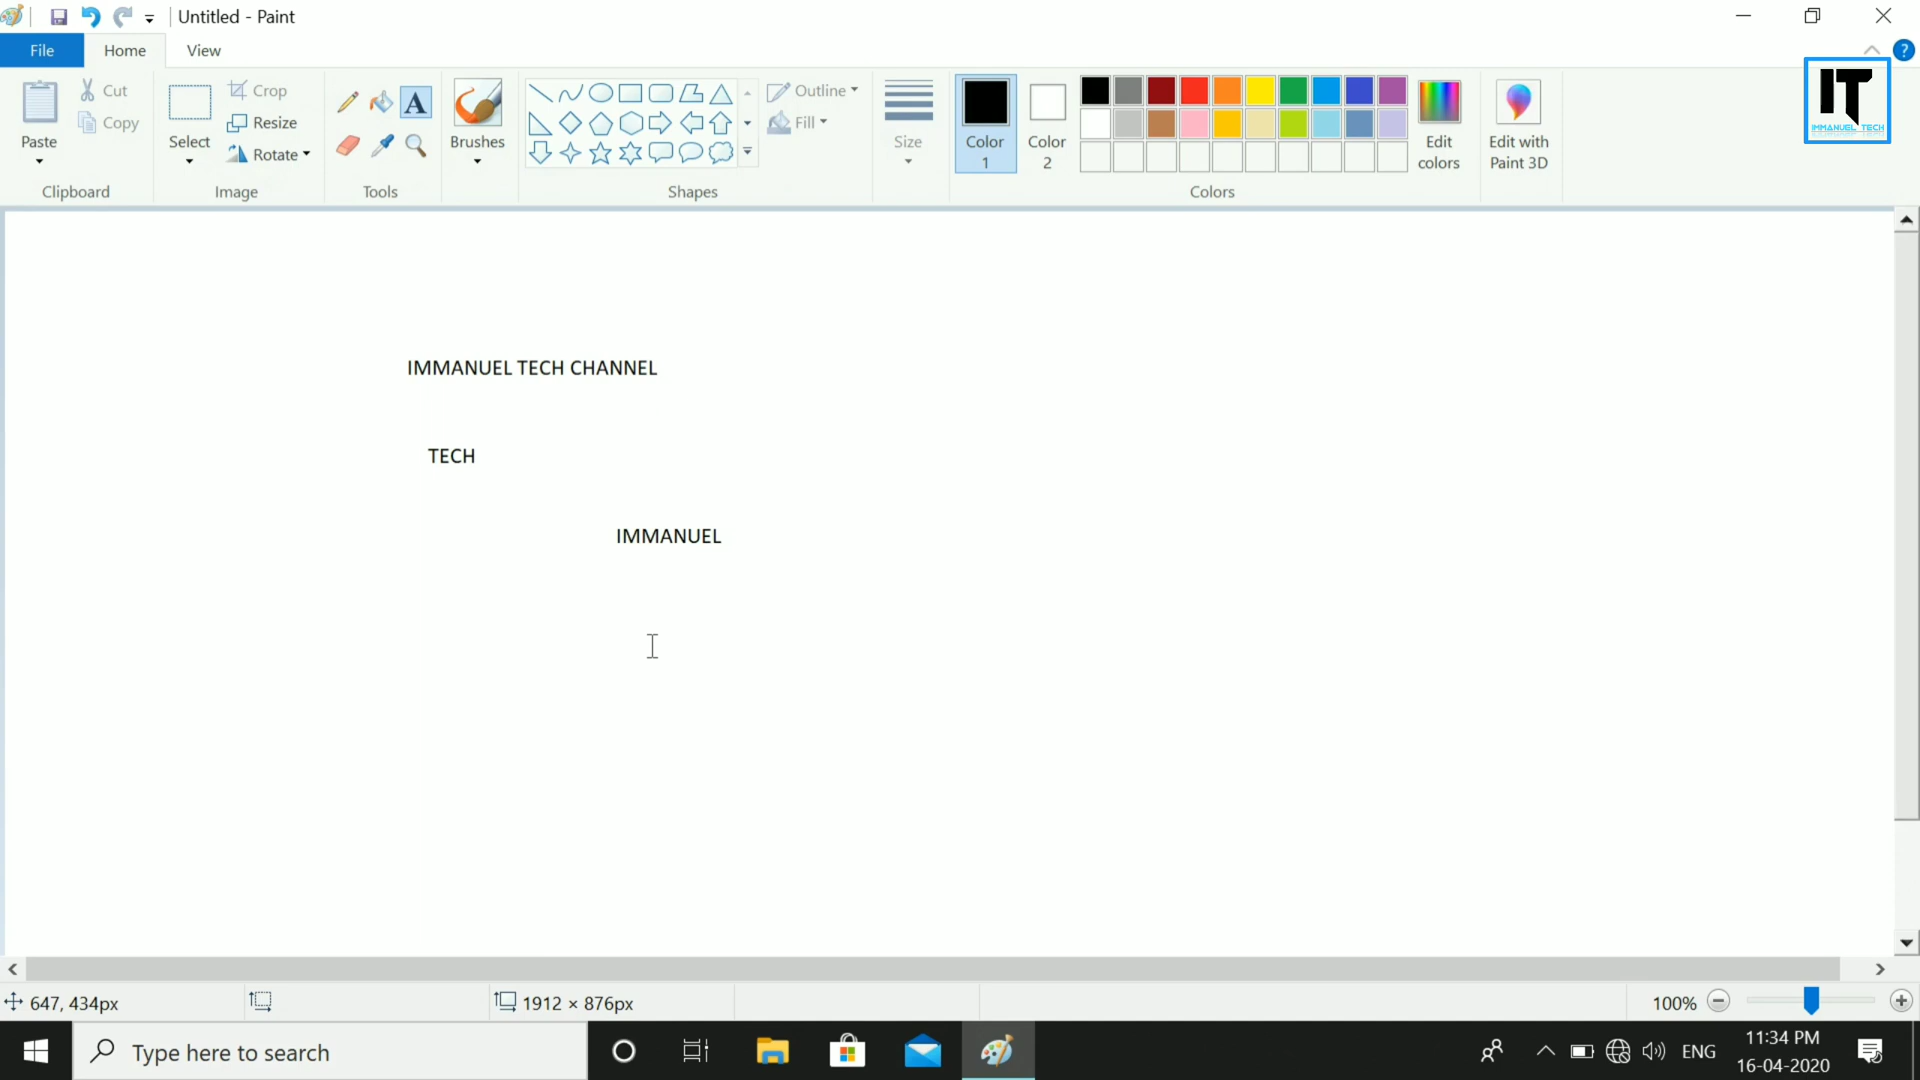 Untitled - Paint
File Home View
Paste
Cut
Copy
Clipboard
Select
Crop
Resize
Rotate
Image
A
Tools
Brushes
Shapes
Outline
Fill
Size
Color 1
Color 2
Colors
Edit colors
Edit with Paint 3D
?
IT
IMMANUEL TECH
IMMANUEL TECH CHANNEL
TECH
IMMANUEL
647, 434px
1912 × 876px
100%
Type here to search
ENG
11:34 PM
16-04-2020